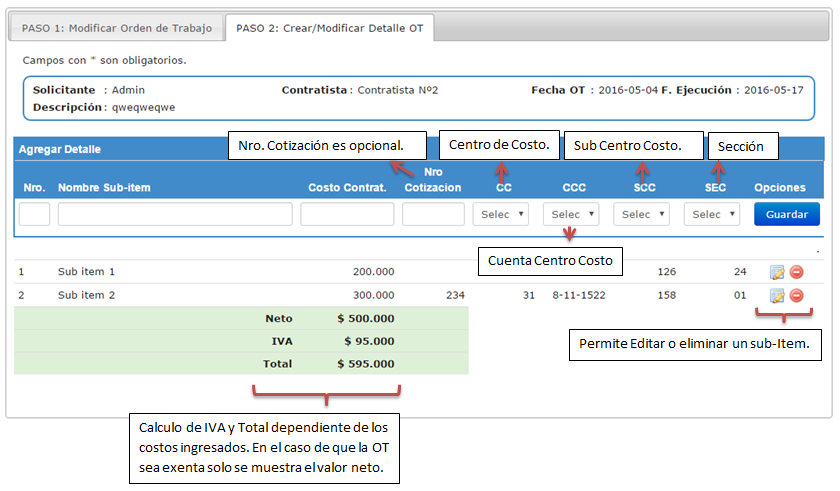 PASO 1: Modificar Orden de Trabajo PASO 2: Crear/Modificar Detalle OT
Campos con * son obligatorios.
Solicitante : Admin Contratista : Contratista Nº2 Fecha OT : 2016-05-04 F. Ejecución : 2016-05-17
Descripción : qweqweqwe
Nro. Cotización es opcional. Centro de Costo. Sub Centro Costo. Sección
Agregar Detalle
Nro. Nombre Sub-item Costo Contrat. Nro Cotizacion CC CCC SCC SEC Opciones
Selec Selec Selec Selec Guardar
.
Cuenta Centro Costo
1 Sub item 1 200.000 126 24
2 Sub item 2 300.000 234 31 8-11-1522 158 01
Neto $ 500.000
IVA $ 95.000
Total $ 595.000
Permite Editar o eliminar un sub-Item.
Calculo de IVA y Total dependiente de los
costos ingresados. En el caso de que la OT
sea exenta solo se muestra el valor neto.